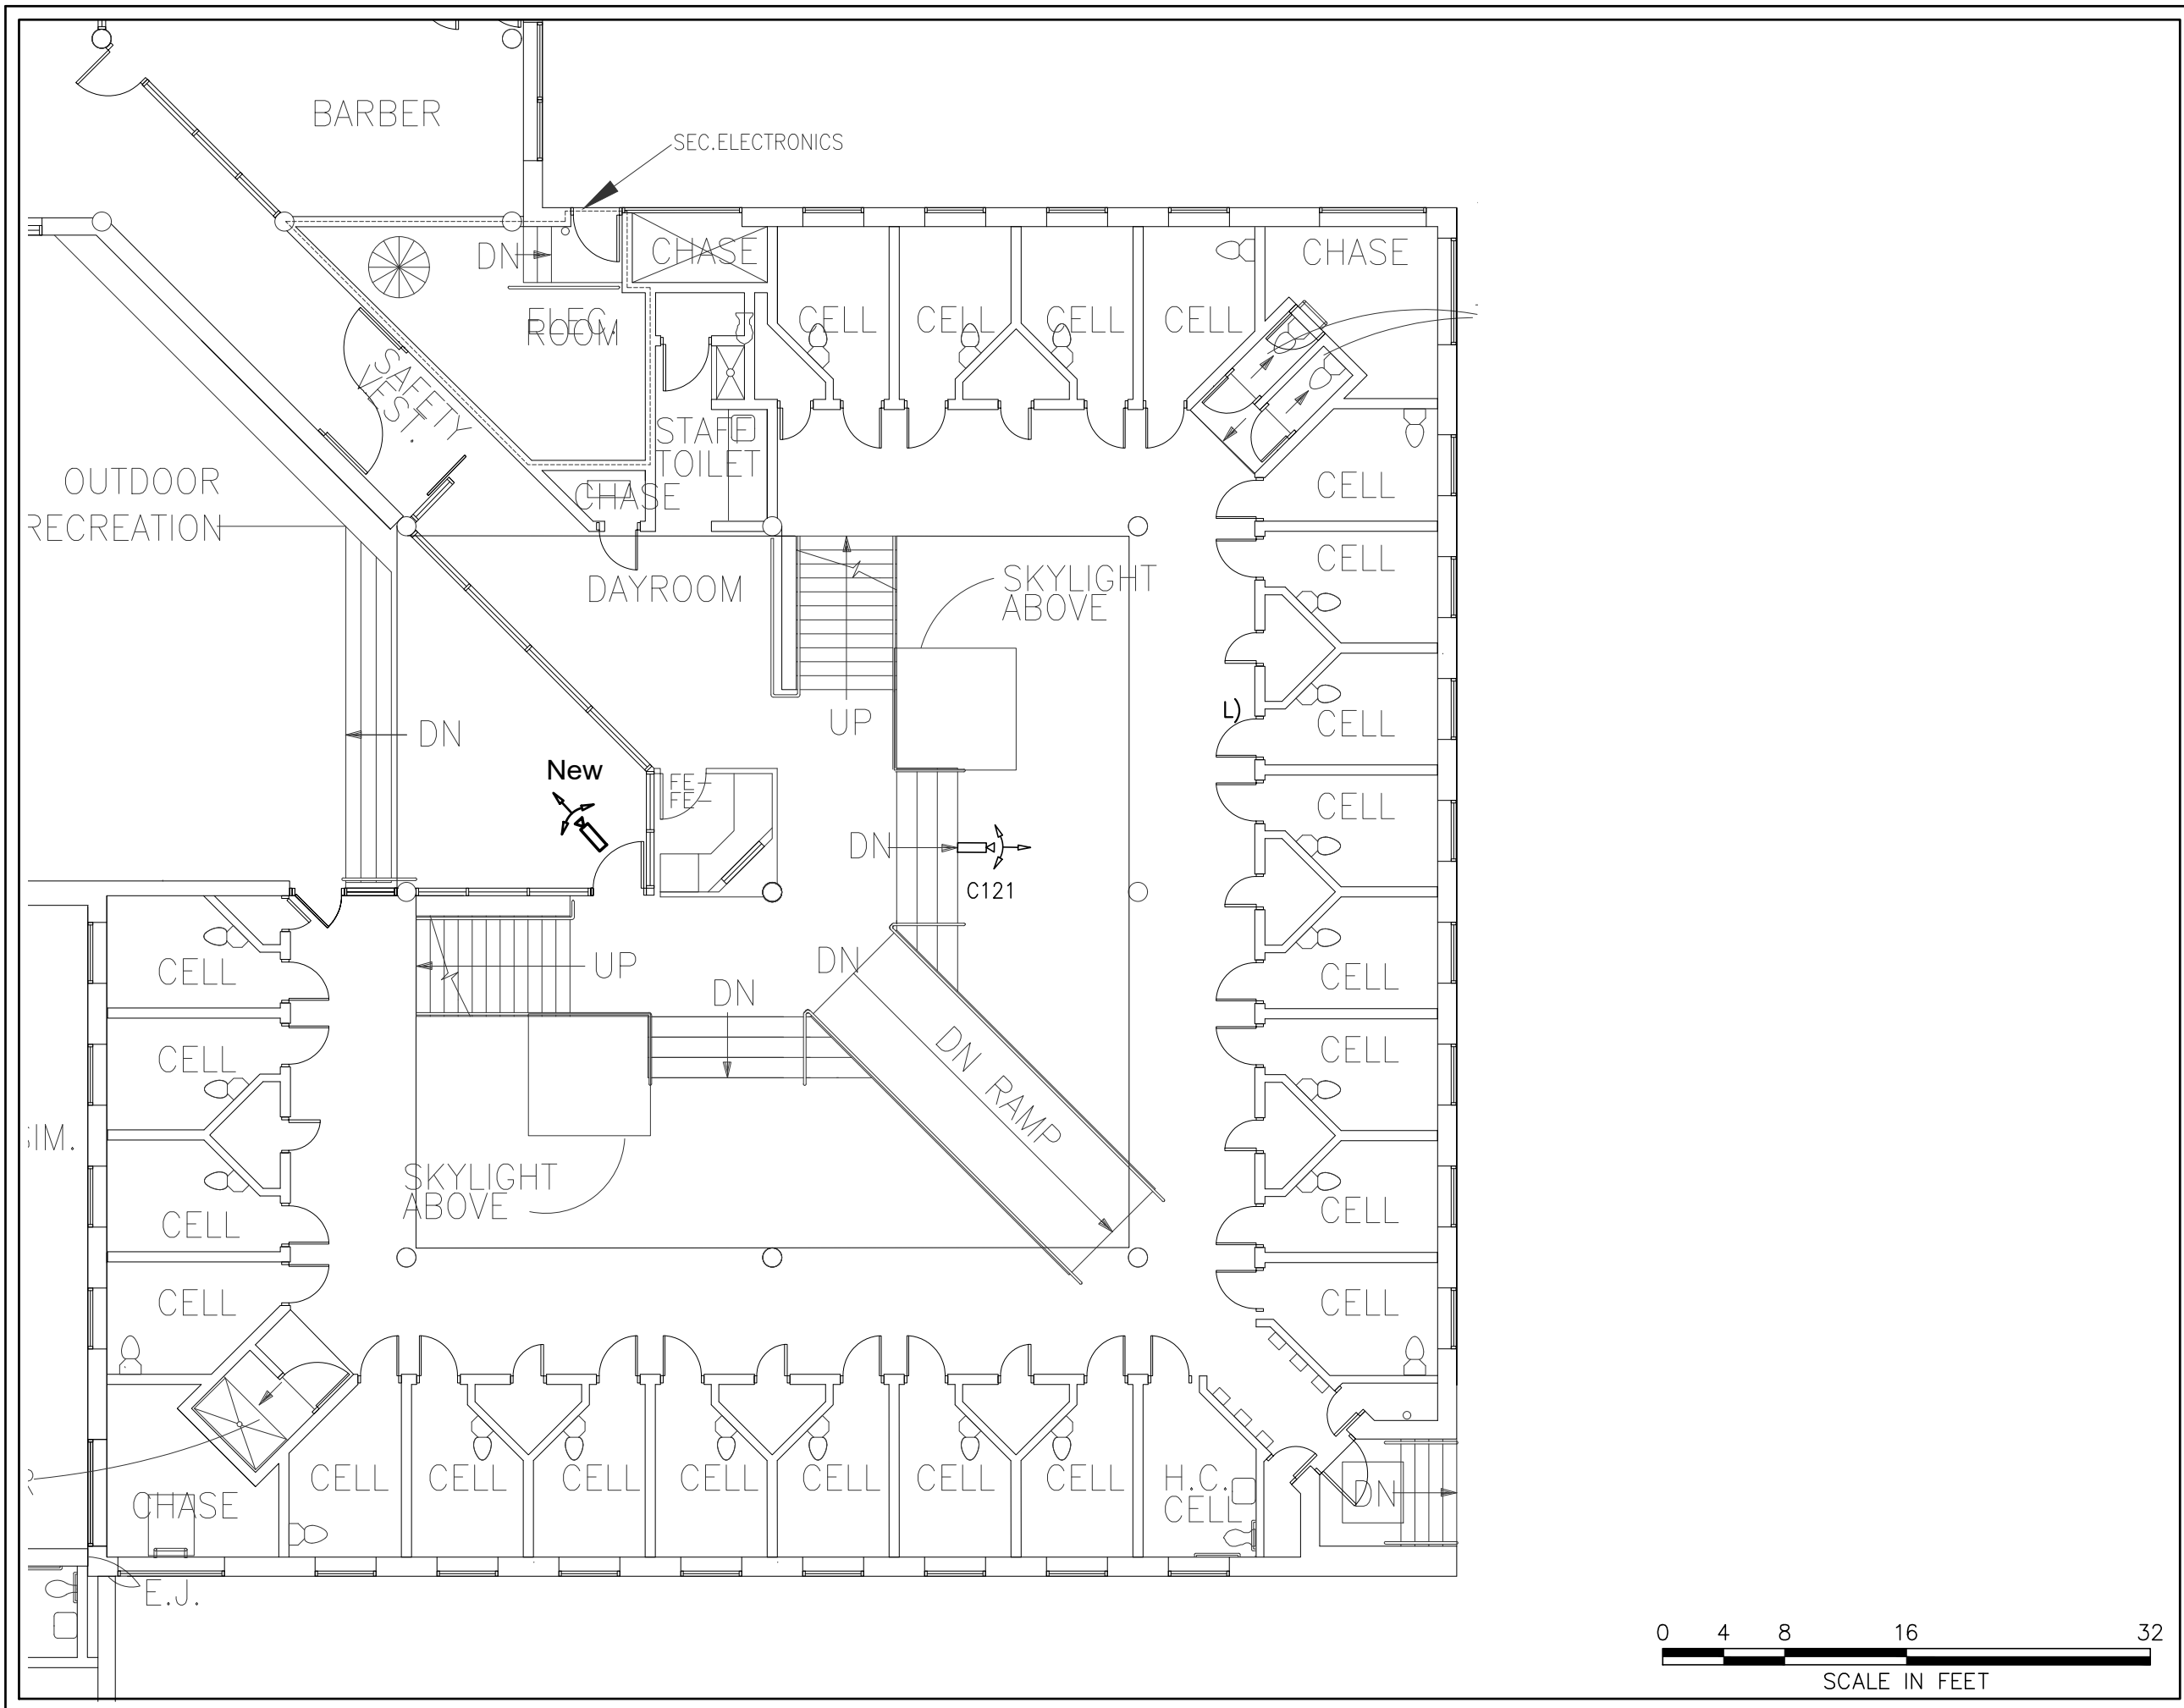 BARBER
SEC.ELECTRONICS
DN
CHASE
CHASE
ELEC.
ROOM
CELL
CELL
CELL
CELL
SAFETY
VEST.
STAFF
TOILET
CHASE
OUTDOOR
RECREATION
CELL
CELL
DAYROOM
SKYLIGHT
ABOVE
UP
L)
CELL
DN
New
FE
FE
CELL
DN
C121
CELL
UP
DN
DN
CELL
CELL
CELL
DN RAMP
SIM.
SKYLIGHT
ABOVE
CELL
CELL
CELL
CELL
CELL
CELL
CELL
CELL
CELL
CELL
CELL
H.C.
CELL
R
CHASE
DN
E.J.
0 4 8 16 32
SCALE IN FEET